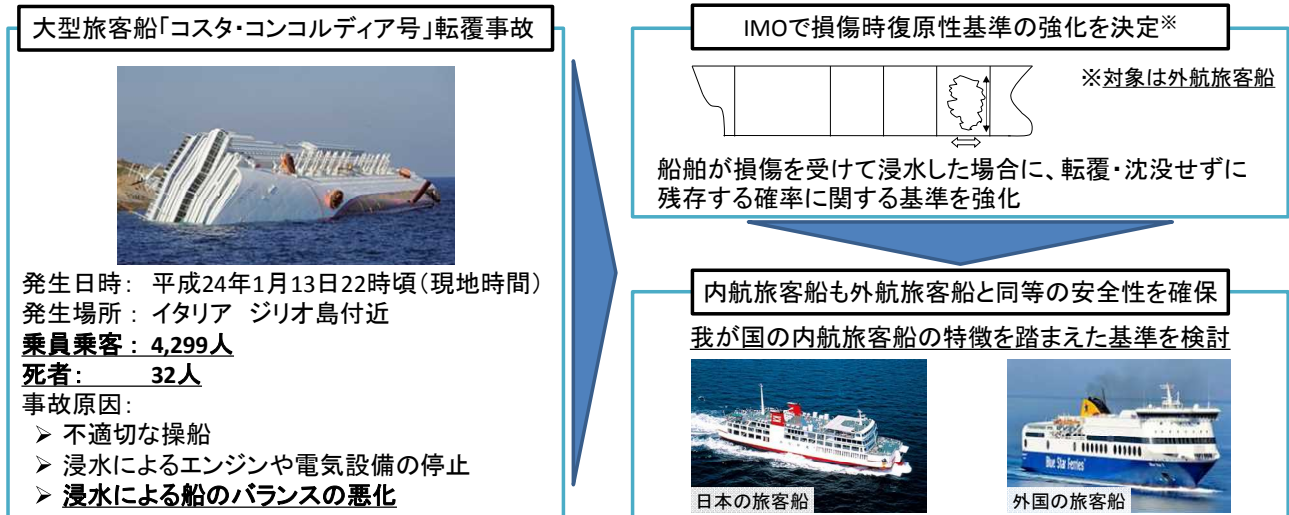 大型旅客船「コスタ・コンコルディア号」転覆事故
発生日時： 平成24年1月13日22時頃（現地時間）
発生場所： イタリア ジリオ島付近
乗員乗客： 4,299人
死者： 32人
事故原因：
➢ 不適切な操船
➢ 浸水によるエンジンや電気設備の停止
➢ 浸水による船のバランスの悪化
IMOで損傷時復原性基準の強化を決定※
※対象は外航旅客船
船舶が損傷を受けて浸水した場合に、転覆・沈没せずに
残存する確率に関する基準を強化
内航旅客船も外航旅客船と同等の安全性を確保
我が国の内航旅客船の特徴を踏まえた基準を検討
日本の旅客船
Blue Star Ferries
外国の旅客船